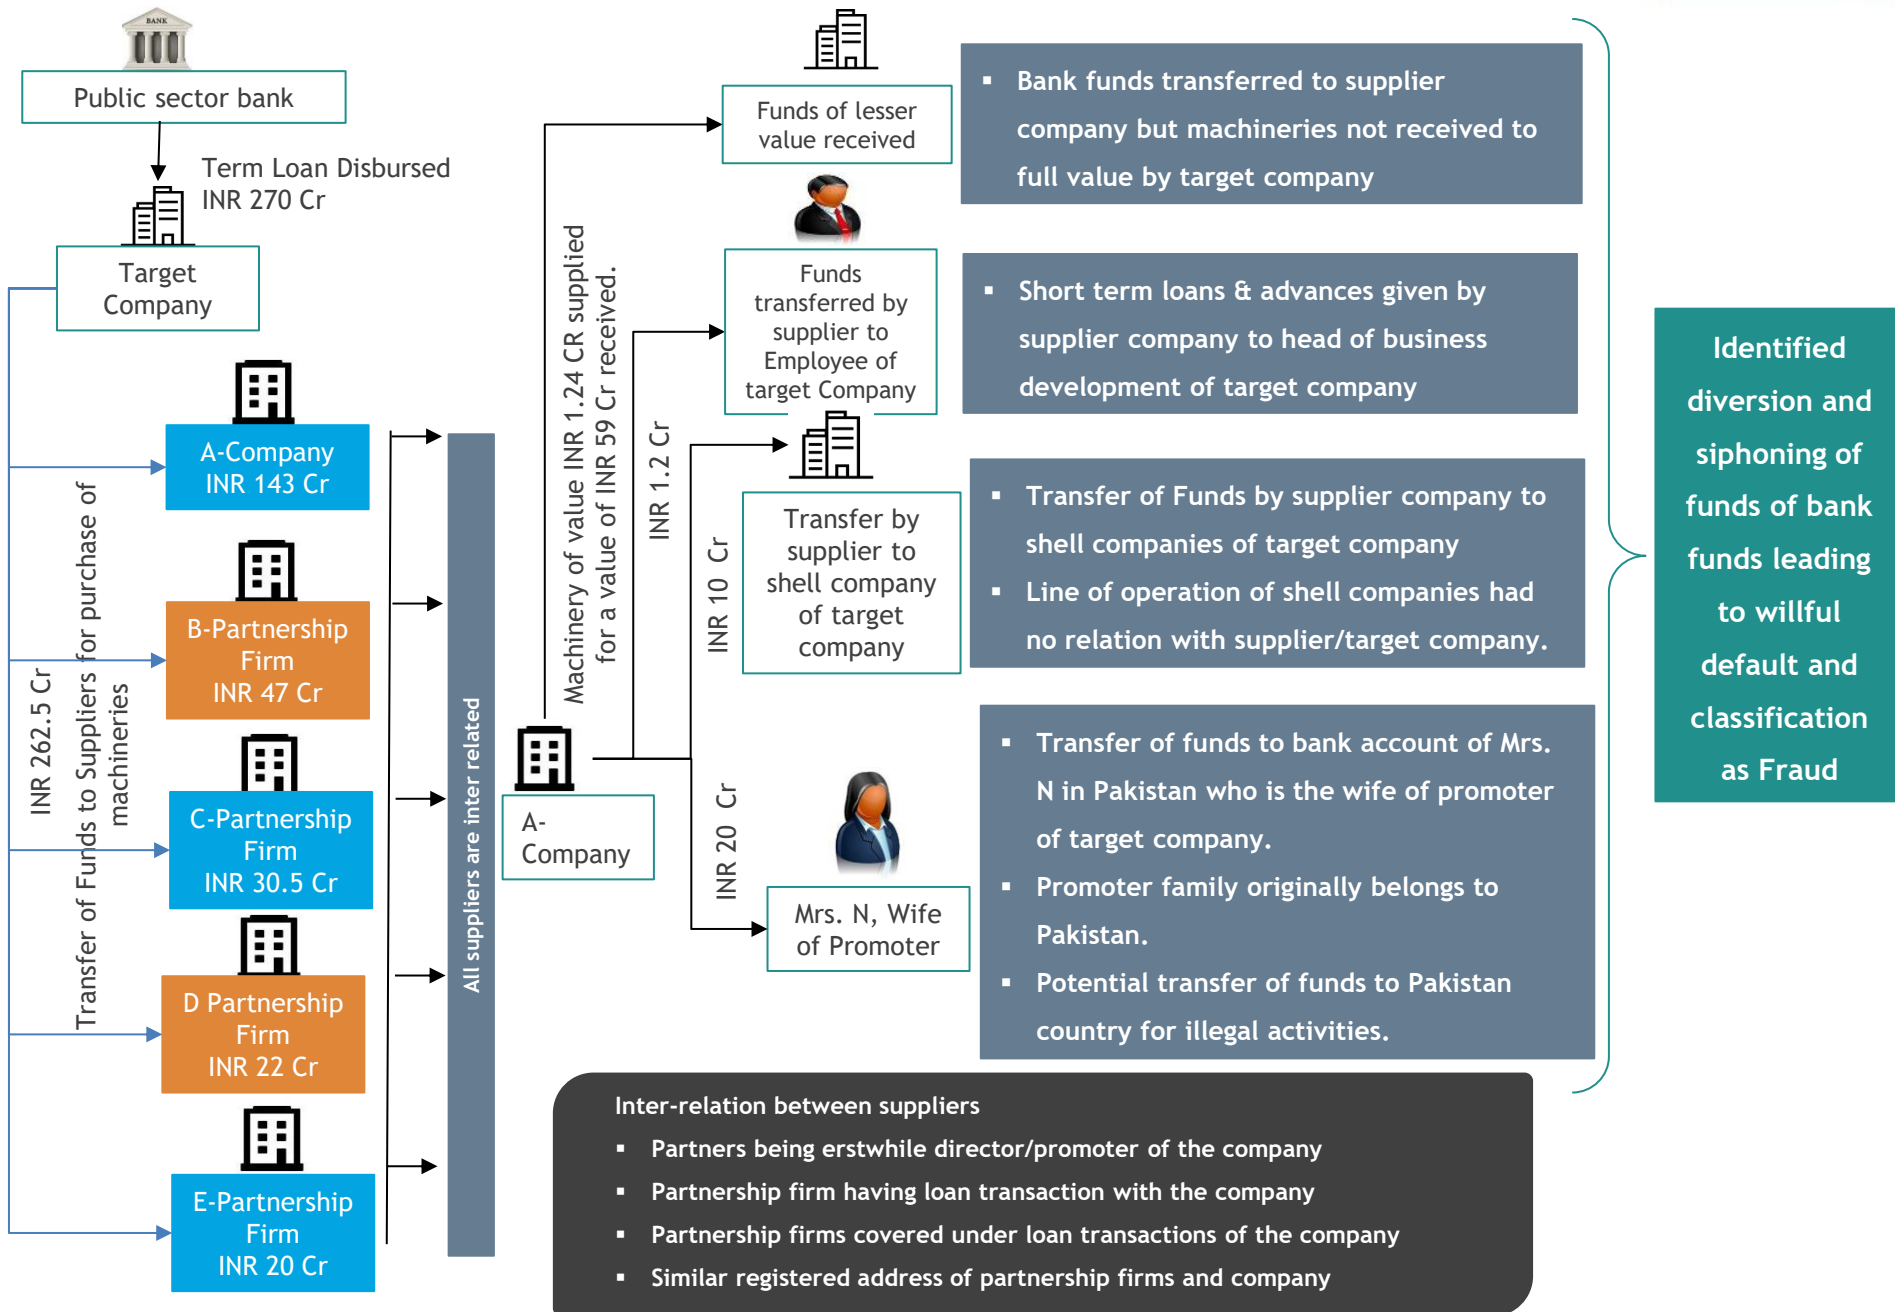 BANK
Public sector bank
Term Loan Disbursed
INR 270 Cr
Target
Company
INR 262.5 Cr
Transfer of Funds to Suppliers for purchase of
machineries
A-Company
INR 143 Cr
B-Partnership
Firm
INR 47 Cr
C-Partnership
Firm
INR 30.5 Cr
D Partnership
Firm
INR 22 Cr
E-Partnership
Firm
INR 20 Cr
All suppliers are inter related
A-
Company
Machinery of value INR 1.24 CR supplied
for a value of INR 59 Cr received.
INR 1.2 Cr
INR 10 Cr
INR 20 Cr
Funds of lesser
value received
Funds
transferred by
supplier to
Employee of
target Company
Transfer by
supplier to
shell company
of target
company
Mrs. N, Wife
of Promoter
▪ Bank funds transferred to supplier
company but machineries not received to
full value by target company
▪ Short term loans & advances given by
supplier company to head of business
development of target company
▪ Transfer of Funds by supplier company to
shell companies of target company
▪ Line of operation of shell companies had
no relation with supplier/target company.
▪ Transfer of funds to bank account of Mrs.
N in Pakistan who is the wife of promoter
of target company.
▪ Promoter family originally belongs to
Pakistan.
▪ Potential transfer of funds to Pakistan
country for illegal activities.
Identified
diversion and
siphoning of
funds of bank
funds leading
to willful
default and
classification
as Fraud
Inter-relation between suppliers
▪ Partners being erstwhile director/promoter of the company
▪ Partnership firm having loan transaction with the company
▪ Partnership firms covered under loan transactions of the company
▪ Similar registered address of partnership firms and company